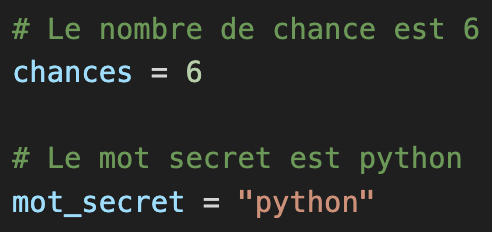 # Le nombre de chance est 6
chances = 6
# Le mot secret est python
mot_secret = "python"